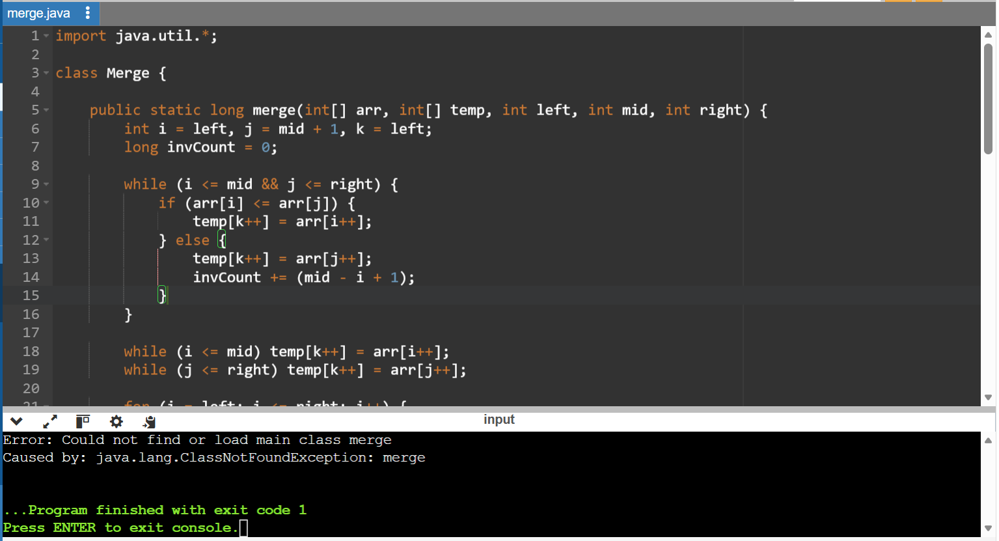 merge.java
1 import java.util.*;
2
3 class Merge {
4
5 public static long merge(int[] arr, int[] temp, int left, int mid, int right) {
6 int i = left, j = mid + 1, k = left;
7 long invCount = 0;
8
9 while (i <= mid && j <= right) {
10 if (arr[i] <= arr[j]) {
11 temp[k++] = arr[i++];
12 } else {
13 temp[k++] = arr[j++];
14 invCount += (mid - i + 1);
15 }
16 }
17
18 while (i <= mid) temp[k++] = arr[i++];
19 while (j <= right) temp[k++] = arr[j++];
20
21 for (i = left; i <= right; i++) {
input
Error: Could not find or load main class merge
Caused by: java.lang.ClassNotFoundException: merge
...Program finished with exit code 1
Press ENTER to exit console.